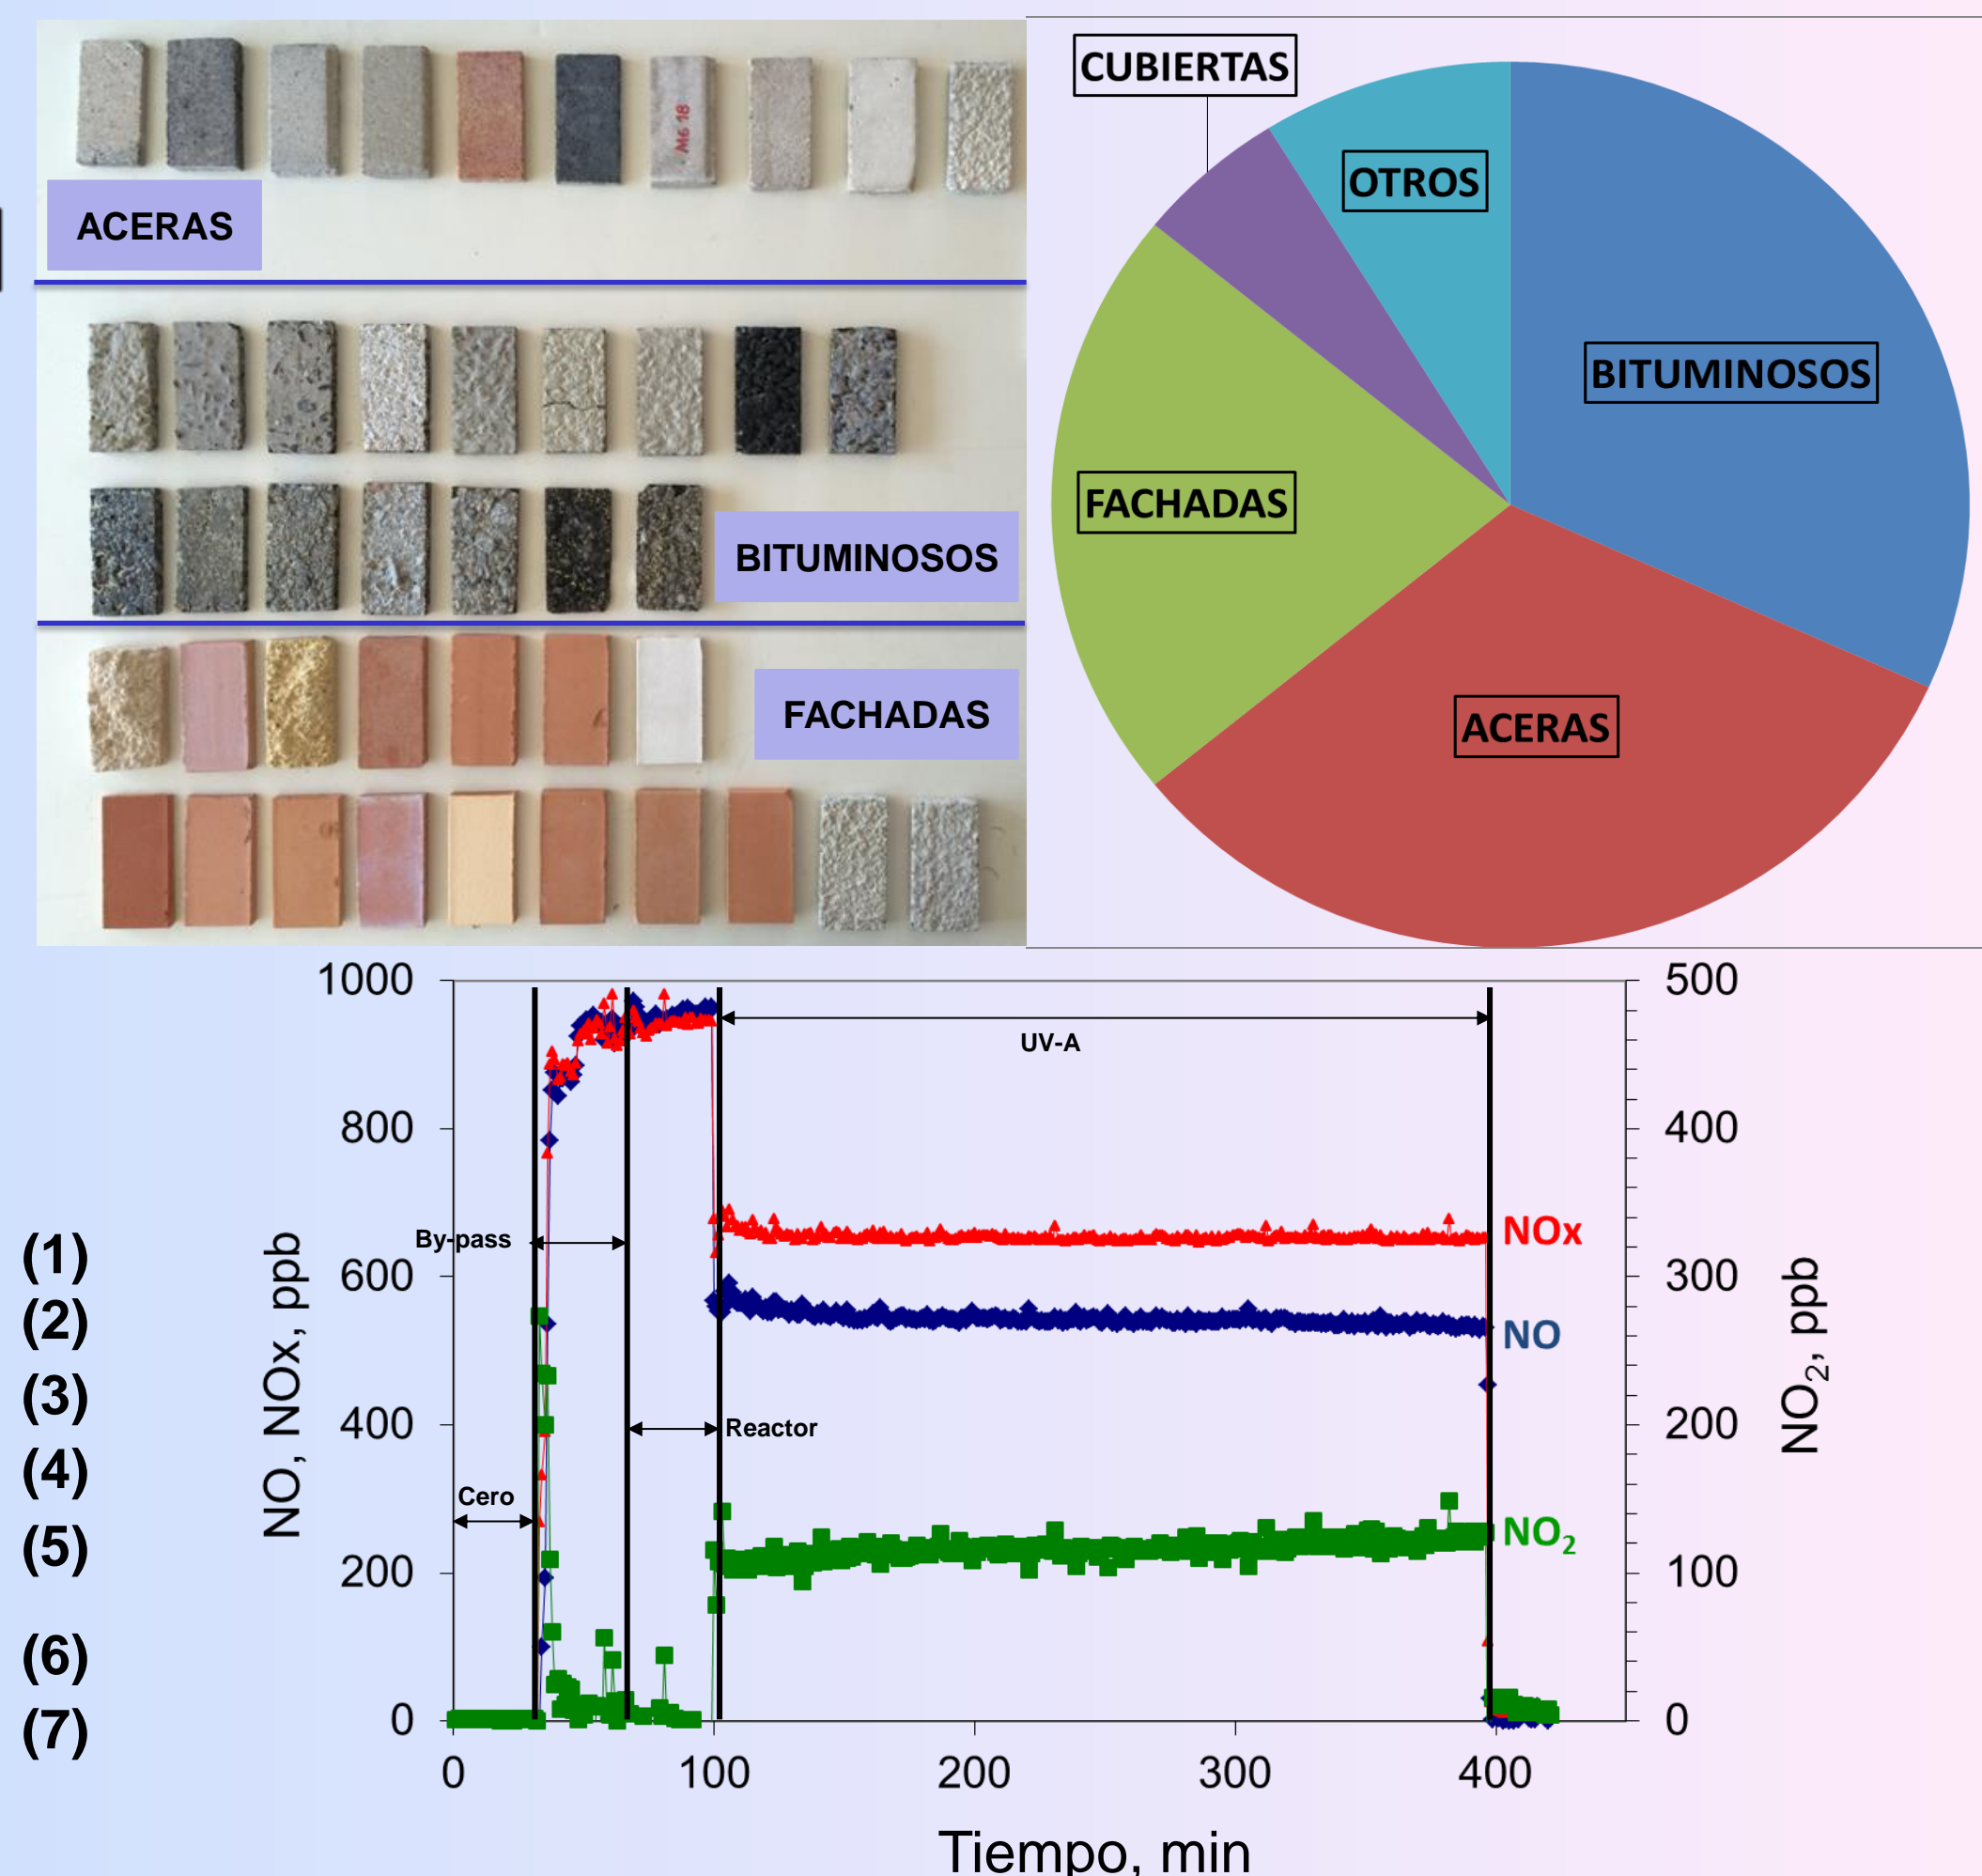 ACERAS
BITUMINOSOS
FACHADAS
CUBIERTAS
OTROS
BITUMINOSOS
FACHADAS
ACERAS
(1)
(2)
(3)
(4)
(5)
(6)
(7)
NO, NOx, ppb
1000
800
600
400
200
0
By-pass
Cero
Reactor
UV-A
NOx
NO
NO₂
500
400
300
200
100
0
NO₂, ppb
0
100
200
300
400
Tiempo, min